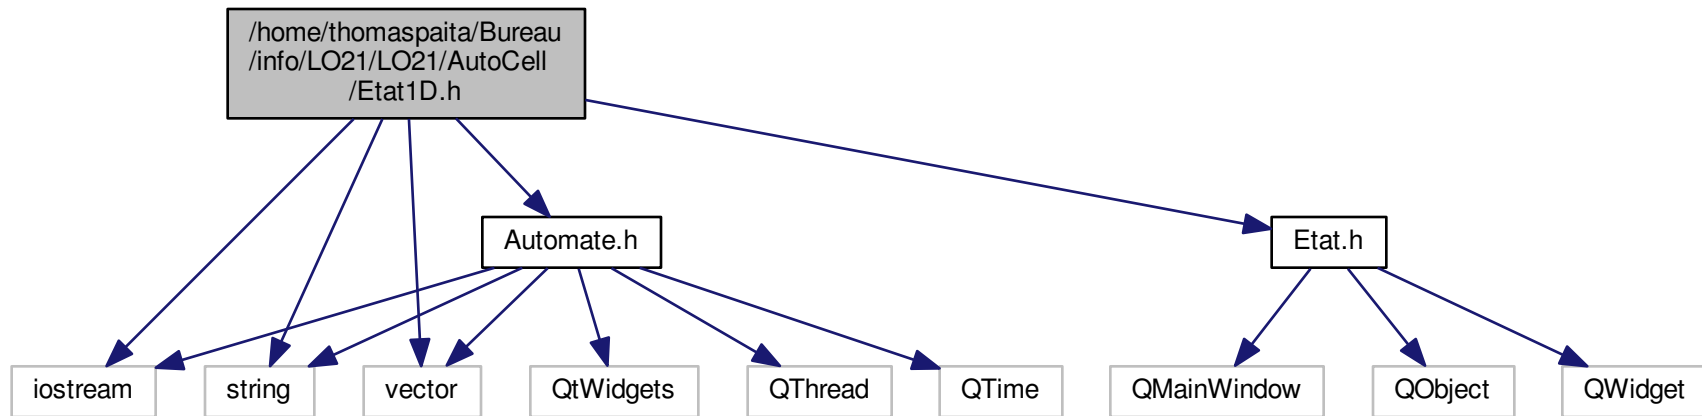 /home/thomaspaita/Bureau
/info/LO21/LO21/AutoCell
/Etat1D.h
Automate.h
Etat.h
iostream
string
vector
QtWidgets
QThread
QTime
QMainWindow
QObject
QWidget